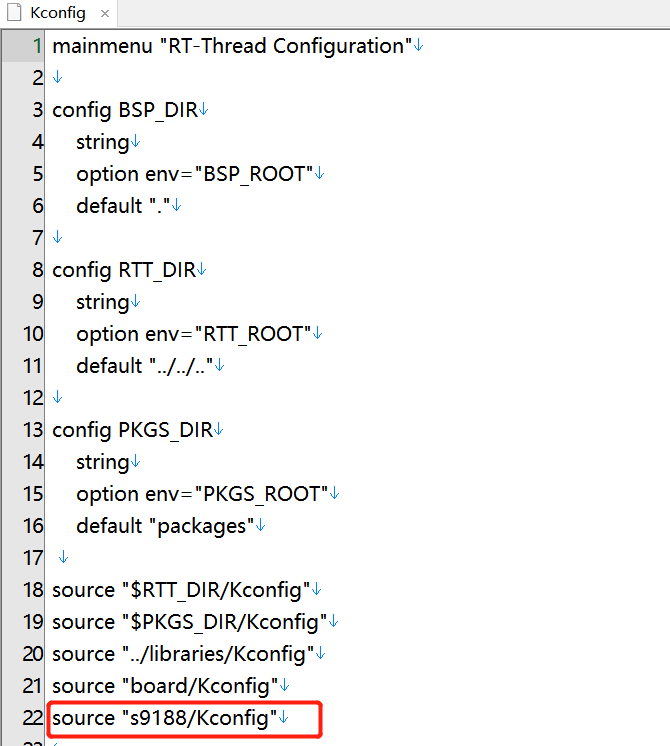 Kconfig ×
1 mainmenu "RT-Thread Configuration"↓
2 ↓
3 config BSP_DIR↓
4 string↓
5 option env="BSP_ROOT"↓
6 default "."↓
7 ↓
8 config RTT_DIR↓
9 string↓
10 option env="RTT_ROOT"↓
11 default "../../.."↓
12 ↓
13 config PKGS_DIR↓
14 string↓
15 option env="PKGS_ROOT"↓
16 default "packages"↓
17 ↓
18 source "$RTT_DIR/Kconfig"↓
19 source "$PKGS_DIR/Kconfig"↓
20 source "../libraries/Kconfig"↓
21 source "board/Kconfig"↓
22 source "s9188/Kconfig"↓